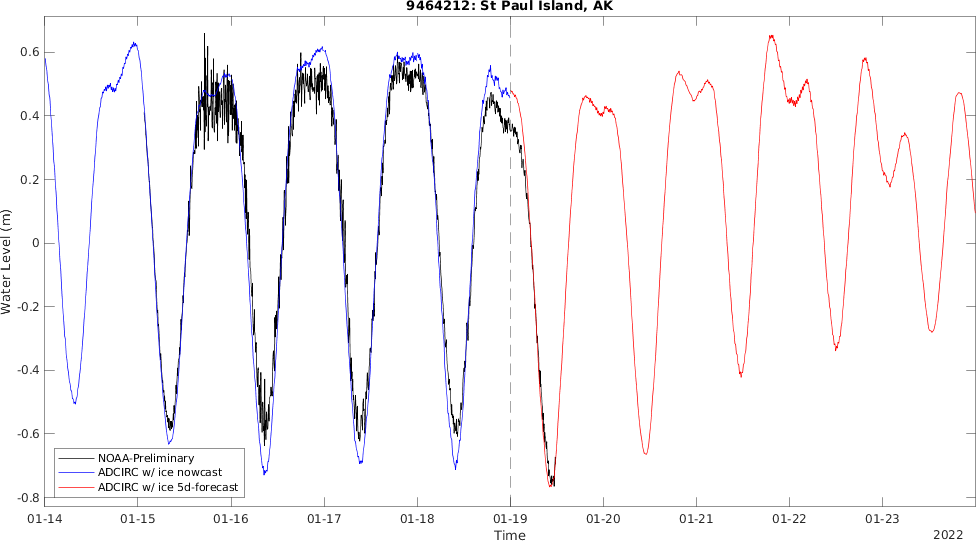 9464212: St Paul Island, AK
Water Level (m)
0.6
0.4
0.2
0
-0.2
-0.4
-0.6
-0.8
NOAA-Preliminary
ADCIRC w/ ice nowcast
ADCIRC w/ ice 5d-forecast
01-14 01-15 01-16 01-17 01-18 01-19 01-20 01-21 01-22 01-23
Time
2022